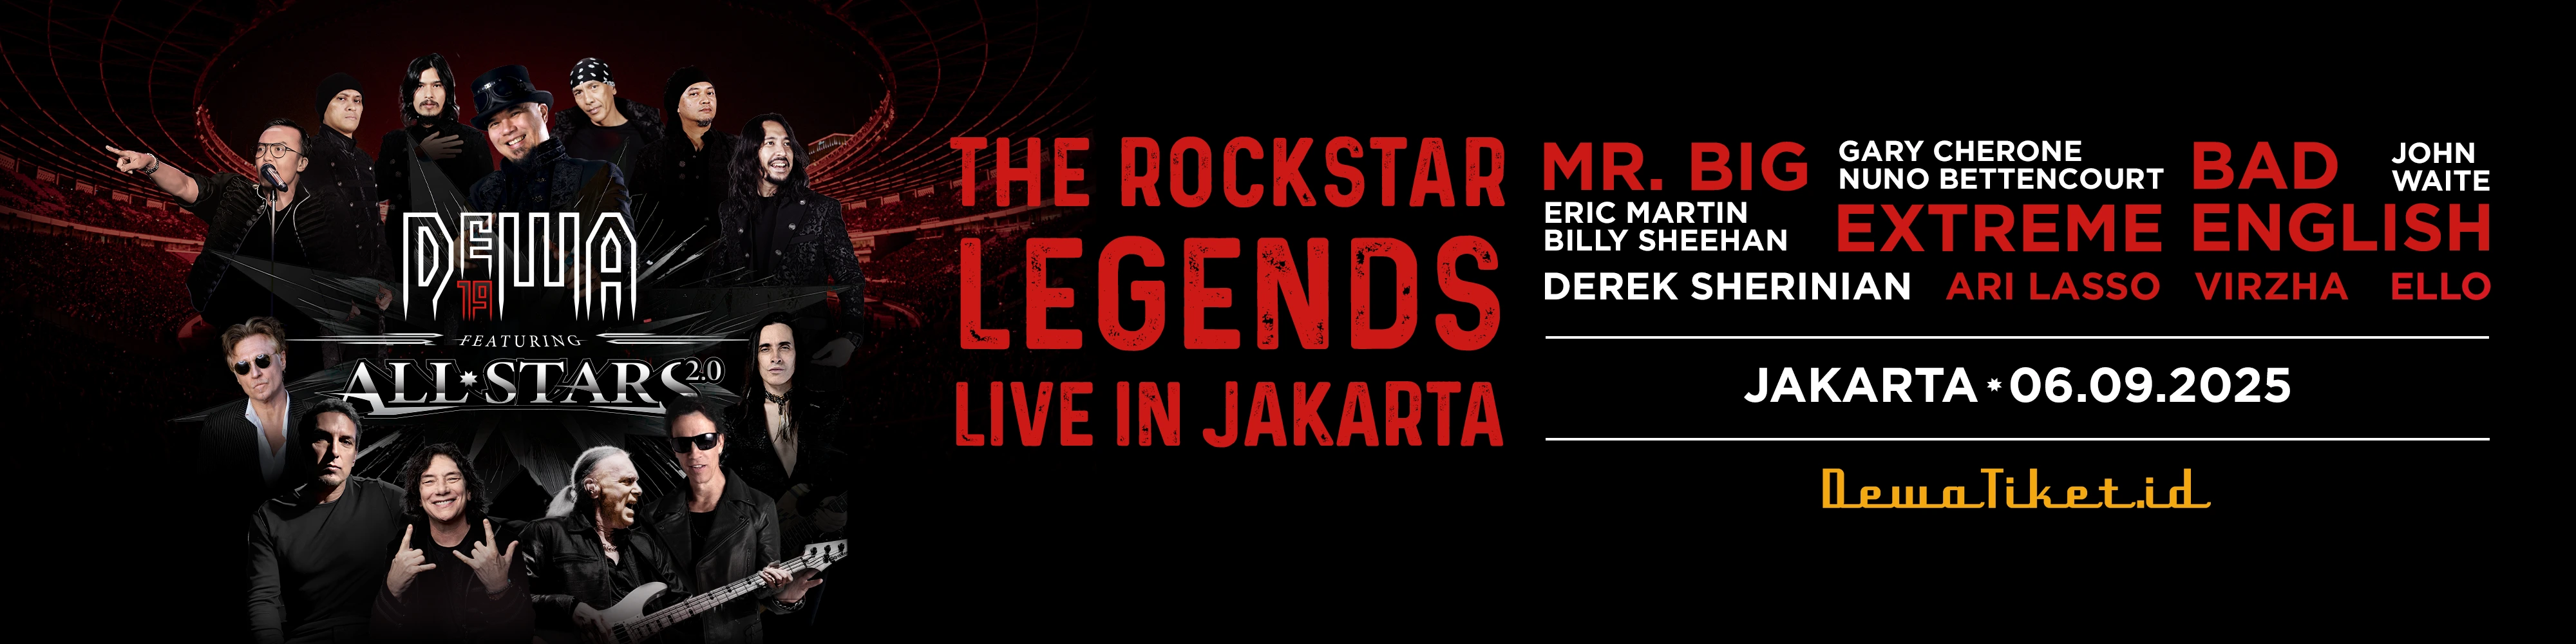 DEWA
19
FEATURING
ALL STARS 2.0
THE ROCKSTAR
LEGENDS
LIVE IN JAKARTA
MR. BIG
ERIC MARTIN
BILLY SHEEHAN
GARY CHERONE
NUNO BETTENCOURT
EXTREME
BAD
ENGLISH
JOHN
WAITE
DEREK SHERINIAN ARI LASSO VIRZHA ELLO
JAKARTA * 06.09.2025
DewaTiket.id